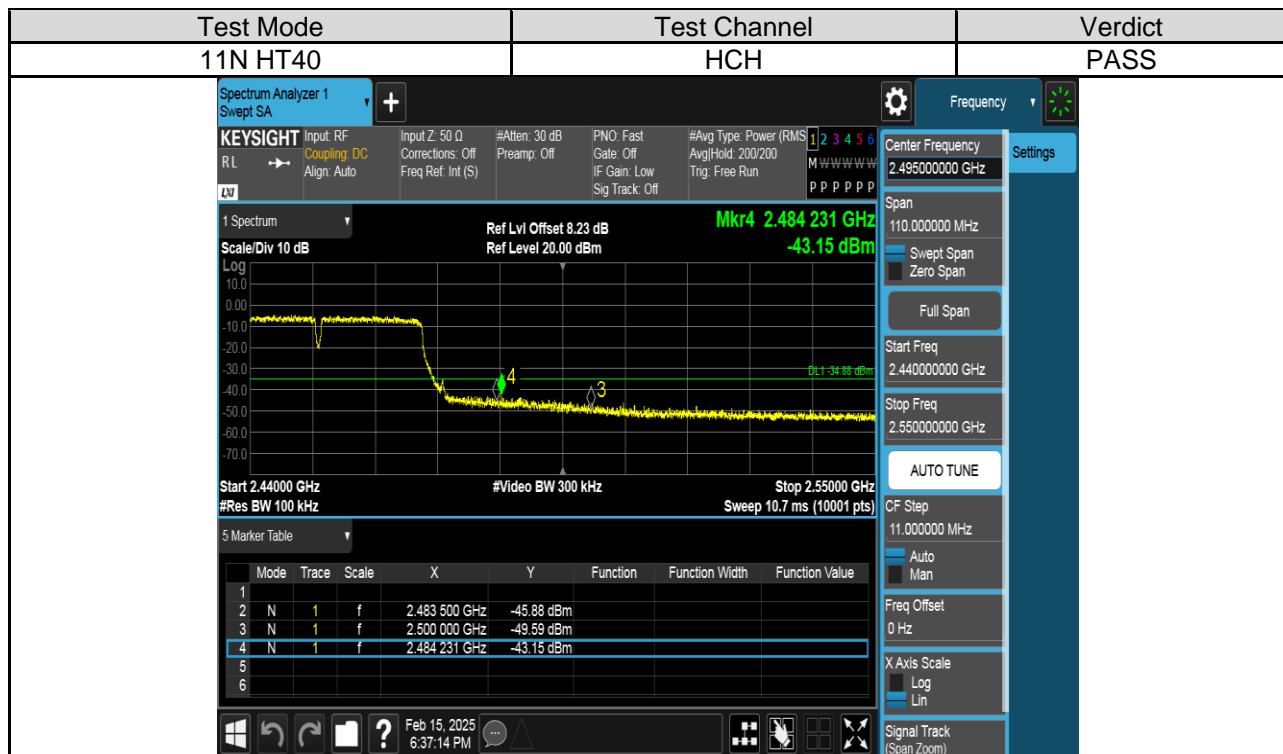 Test Mode Test Channel Verdict
11N HT40 HCH PASS
Spectrum Analyzer 1
Swept SA
+
Frequency
KEYSIGHT
RL
LXI
Input: RF
Coupling: DC
Align: Auto
Input Z: 50 Ω
Corrections: Off
Freq Ref: Int (S)
#Atten: 30 dB
Preamp: Off
PNO: Fast
Gate: Off
IF Gain: Low
Sig Track: Off
#Avg Type: Power (RMS
Avg|Hold: 200/200
Trig: Free Run
1 2 3 4 5 6
M W W W W W
P P P P P P
1 Spectrum
Scale/Div 10 dB
Ref Lvl Offset 8.23 dB
Ref Level 20.00 dBm
Mkr4 2.484 231 GHz
-43.15 dBm
Log
10.0
0.00
-10.0
-20.0
-30.0
-40.0
-50.0
-60.0
-70.0
DL1 -34.88 dBm
4
3
Start 2.44000 GHz #Video BW 300 kHz Stop 2.55000 GHz
#Res BW 100 kHz Sweep 10.7 ms (10001 pts)
5 Marker Table
Mode Trace Scale X Y Function Function Width Function Value
1
2 N 1 f 2.483 500 GHz -45.88 dBm
3 N 1 f 2.500 000 GHz -49.59 dBm
4 N 1 f 2.484 231 GHz -43.15 dBm
5
6
?
Feb 15, 2025
6:37:14 PM
Center Frequency
2.495000000 GHz
Settings
Span
110.000000 MHz
Swept Span
Zero Span
Full Span
Start Freq
2.440000000 GHz
Stop Freq
2.550000000 GHz
AUTO TUNE
CF Step
11.000000 MHz
Auto
Man
Freq Offset
0 Hz
X Axis Scale
Log
Lin
Signal Track
(Span Zoom)